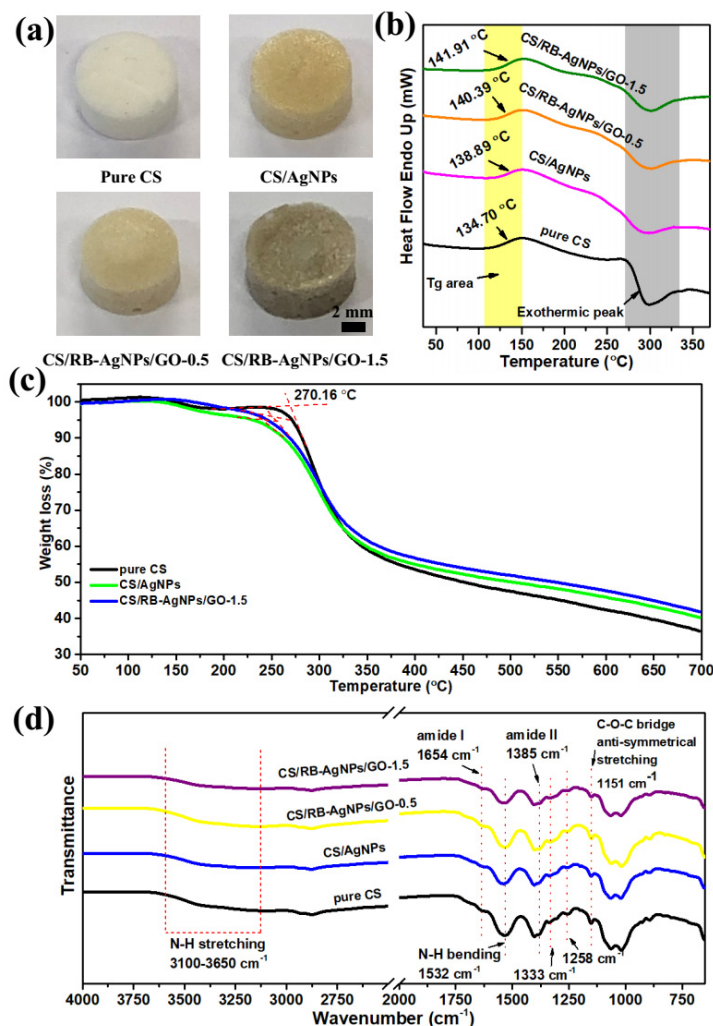 (a)
Pure CS
CS/AgNPs
CS/RB-AgNPs/GO-0.5
CS/RB-AgNPs/GO-1.5
2 mm
(b)
Heat Flow Endo Up (mW)
141.91 °C
CS/RB-AgNPs/GO-1.5
140.39 °C
CS/RB-AgNPs/GO-0.5
138.89 °C
CS/AgNPs
134.70 °C
pure CS
Tg area
Exothermic peak
50 100 150 200 250 300 350
Temperature (°C)
(c)
Weight loss (%)
100
90
80
70
60
50
40
30
270.16 °C
pure CS
CS/AgNPs
CS/RB-AgNPs/GO-1.5
50 100 150 200 250 300 350 400 450 500 550 600 650 700
Temperature (°C)
(d)
Transmittance
CS/RB-AgNPs/GO-1.5
CS/RB-AgNPs/GO-0.5
CS/AgNPs
pure CS
N-H stretching
3100-3650 cm-1
amide I
1654 cm-1
amide II
1385 cm-1
C-O-C bridge
anti-symmetrical
stretching
1151 cm-1
N-H bending
1532 cm-1
1333 cm-1
1258 cm-1
4000 3750 3500 3250 3000 2750 2000 1750 1500 1250 1000 750
Wavenumber (cm-1)